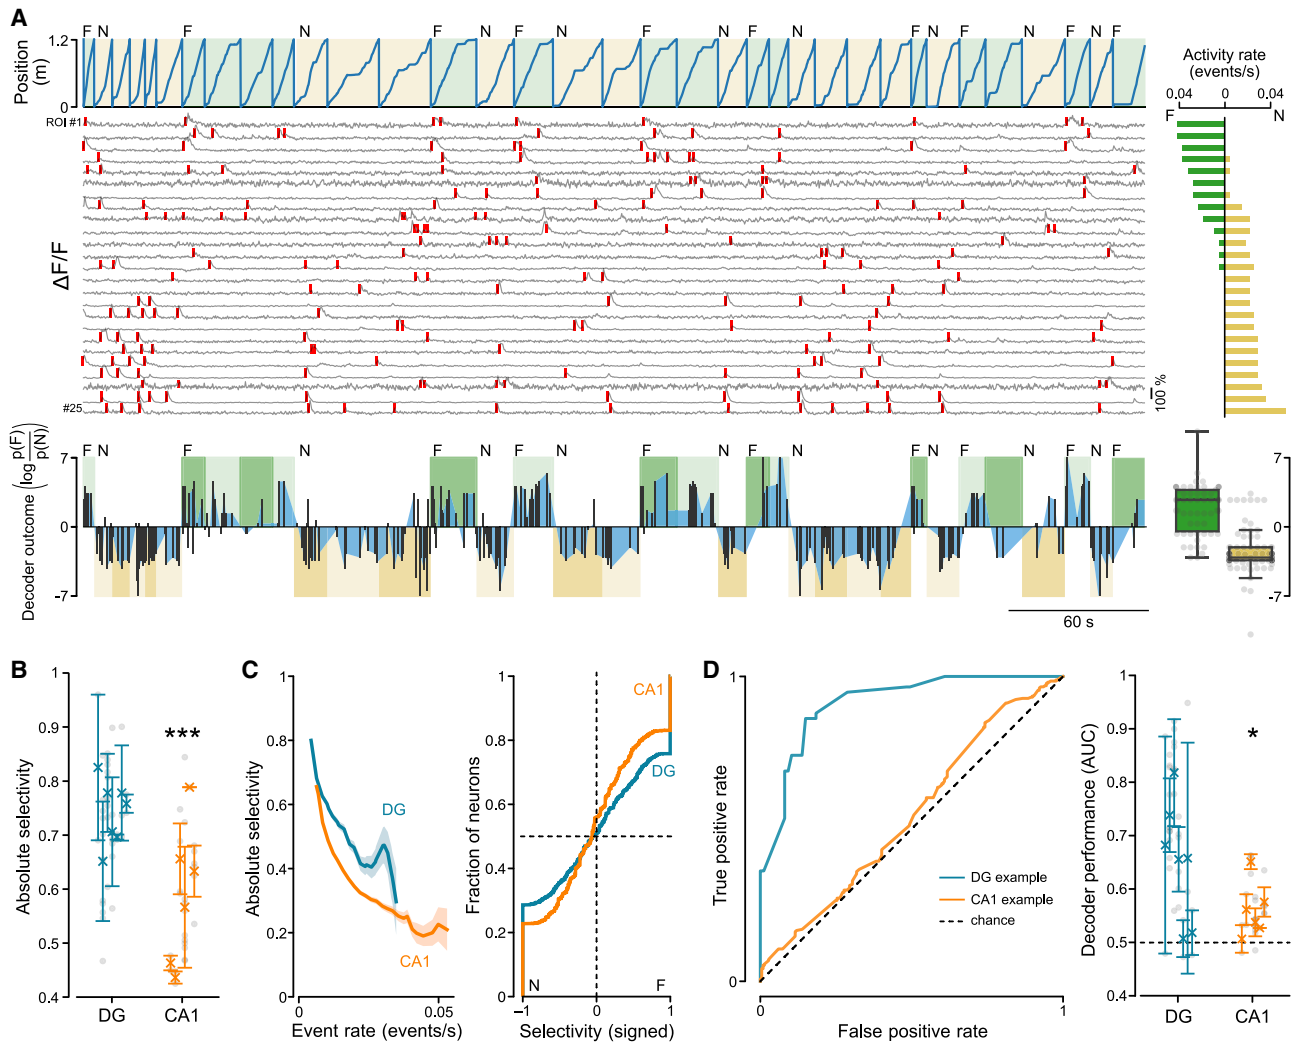 A
F N F N F N F N F N F N F N F N F N F
1.2
0
Position
(m)
Activity rate
(events/s)
0.04 0 0.04
F N
ROI #1
ΔF/F
#25
100 %
F N F N F N F N F N F N F N F N F N F
Decoder outcome (log p(F)/p(N))
7
0
-7
7
0
-7
60 s
B
Absolute selectivity
1
0.9
0.8
0.7
0.6
0.5
0.4
***
DG CA1
C
Absolute selectivity
1
0.8
0.6
0.4
0.2
0
DG
CA1
0 0.05
Event rate (events/s)
Fraction of neurons
1
0.8
0.6
0.4
0.2
0
CA1
DG
N F
−1 0 1
Selectivity (signed)
D
True positive rate
1
0
DG example
CA1 example
chance
0 1
False positive rate
Decoder performance (AUC)
1
0.9
0.8
0.7
0.6
0.5
0.4
*
DG CA1